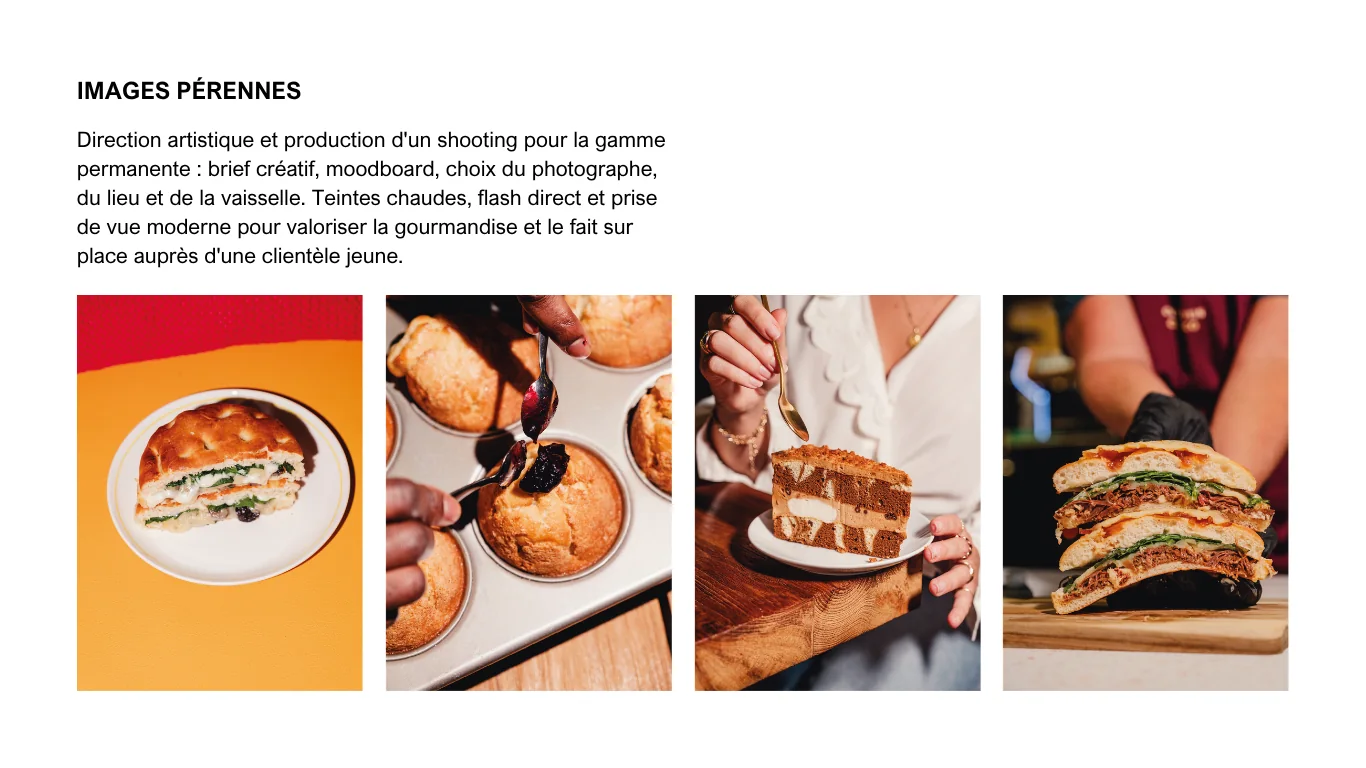 IMAGES PÉRENNES
Direction artistique et production d'un shooting pour la gamme
permanente : brief créatif, moodboard, choix du photographe,
du lieu et de la vaisselle. Teintes chaudes, flash direct et prise
de vue moderne pour valoriser la gourmandise et le fait sur
place auprès d'une clientèle jeune.